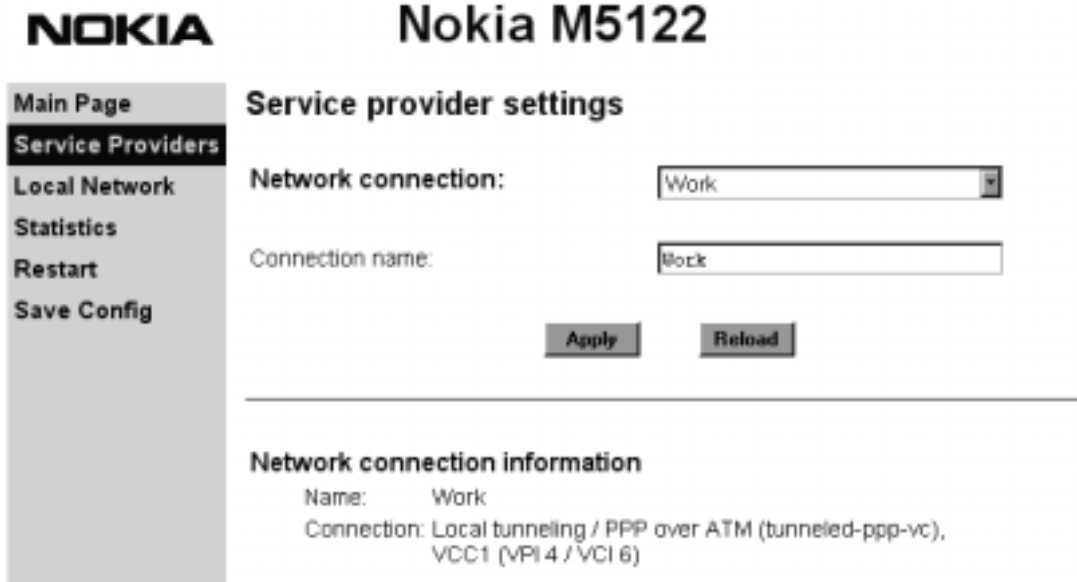 NOKIA
Nokia M5122
Main Page
Service Providers
Local Network
Statistics
Restart
Save Config
Service provider settings
Network connection:
Work
Connection name:
Work
Apply
Reload
Network connection information
Name: Work
Connection: Local tunneling / PPP over ATM (tunneled-ppp-vc),
VCC1 (VPI 4 / VCI 6)